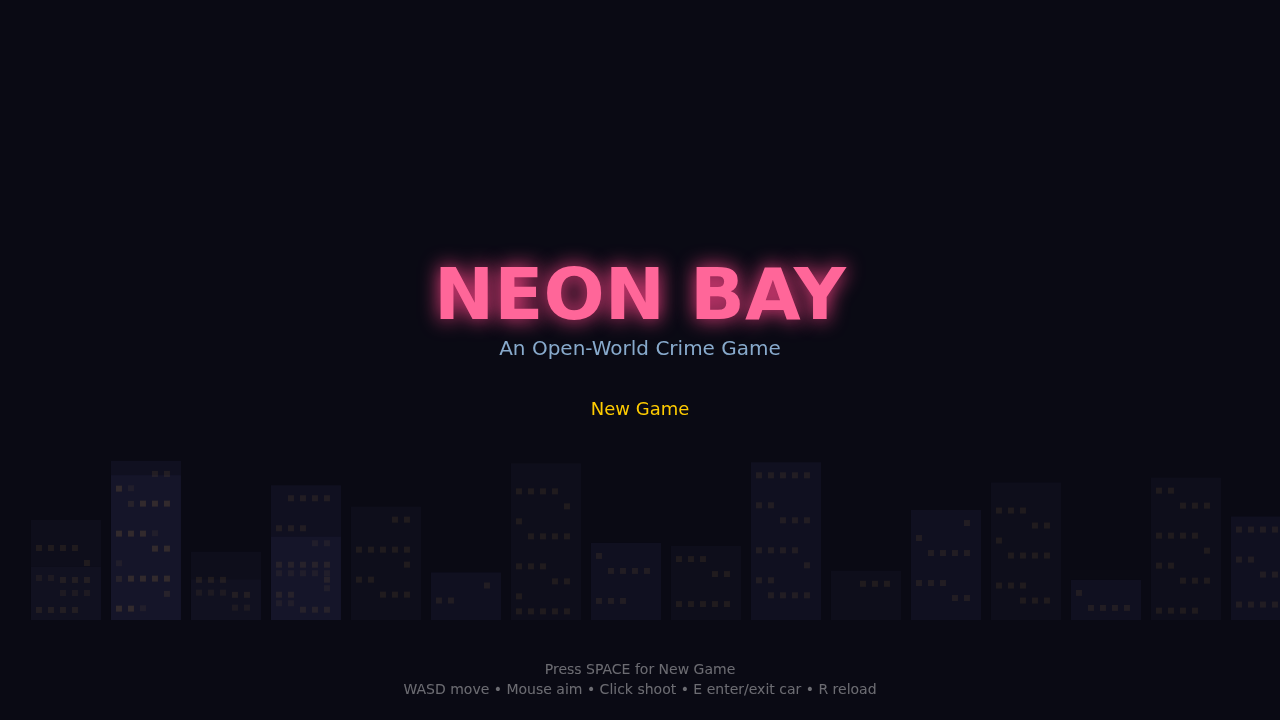 NEON BAY
An Open-World Crime Game
New Game
Press SPACE for New Game
WASD move • Mouse aim • Click shoot • E enter/exit car • R reload